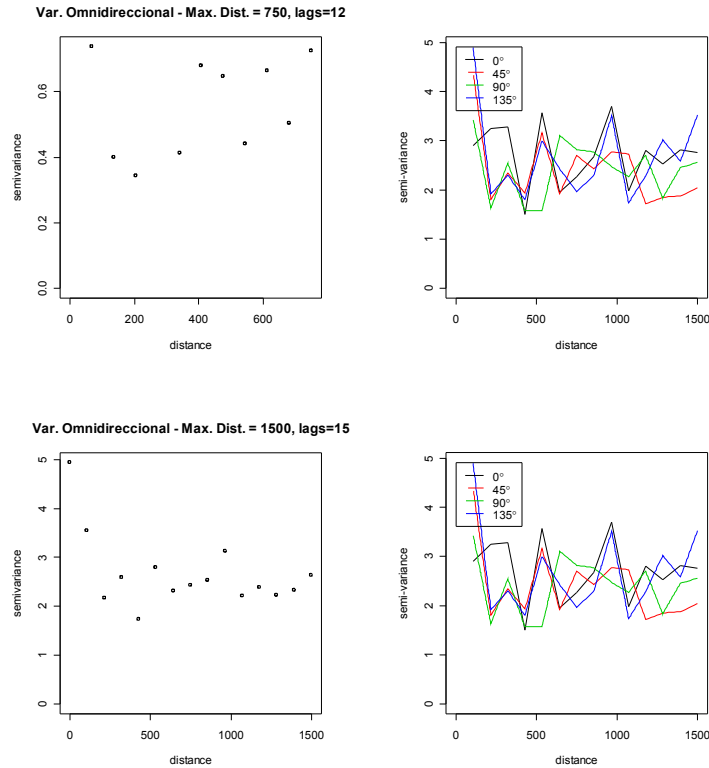 Var. Omnidireccional - Max. Dist. = 750, lags=12
semivariance
0.0 0.2 0.4 0.6
0 200 400 600
distance
semi-variance
0 1 2 3 4 5
0°
45°
90°
135°
0 500 1000 1500
distance
Var. Omnidireccional - Max. Dist. = 1500, lags=15
semivariance
0 1 2 3 4 5
0 500 1000 1500
distance
semi-variance
0 1 2 3 4 5
0°
45°
90°
135°
0 500 1000 1500
distance